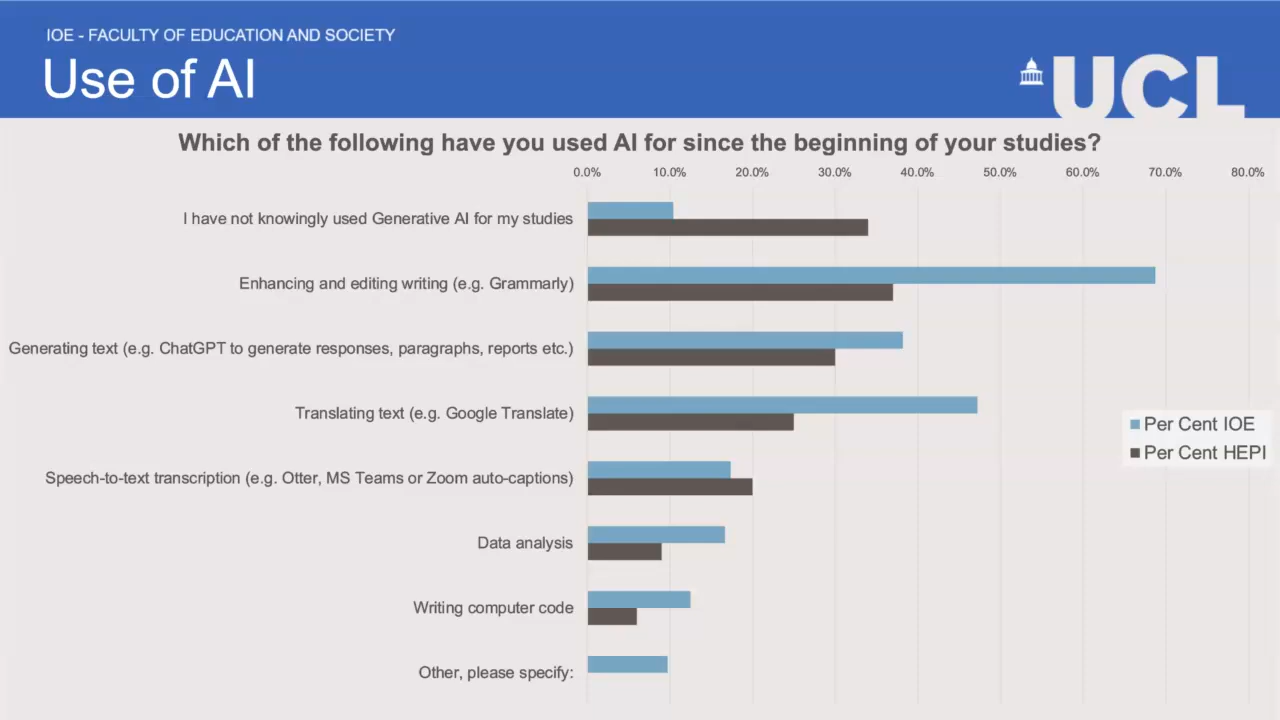 IOE - FACULTY OF EDUCATION AND SOCIETY
Use of AI
UCL
Which of the following have you used AI for since the beginning of your studies?
0.0% 10.0% 20.0% 30.0% 40.0% 50.0% 60.0% 70.0% 80.0%
I have not knowingly used Generative AI for my studies
Enhancing and editing writing (e.g. Grammarly)
Generating text (e.g. ChatGPT to generate responses, paragraphs, reports etc.)
Translating text (e.g. Google Translate)
Per Cent IOE
Per Cent HEPI
Speech-to-text transcription (e.g. Otter, MS Teams or Zoom auto-captions)
Data analysis
Writing computer code
Other, please specify: